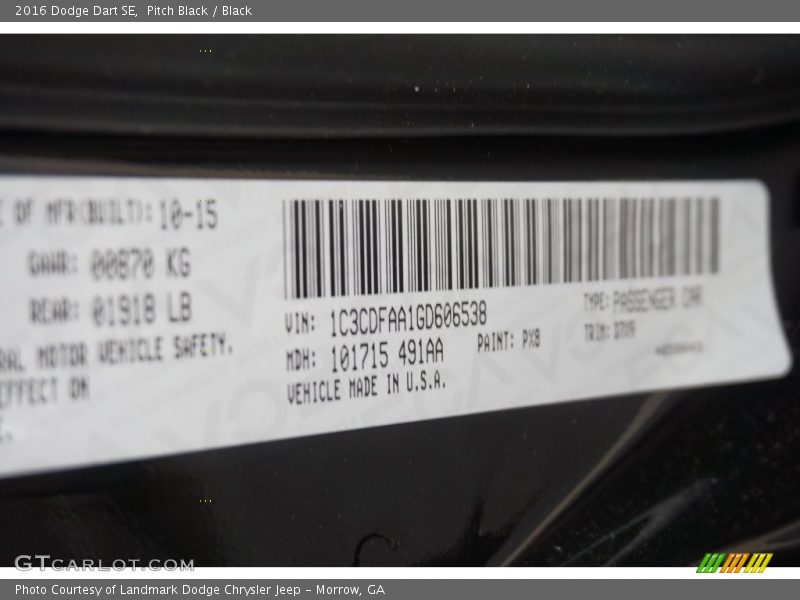 2016 Dodge Dart SE,  Pitch Black / Black
E OF MFR(BUILT): 10-15
GAWR: 00870 KG
REAR: 01918 LB
RAL MOTOR VEHICLE SAFETY,
EFFECT ON
VIN: 1C3CDFAA1GD606538
TYPE: PASSENGER CAR
MDH: 101715 491AA
PAINT: PX8
TRIM:
VEHICLE MADE IN U.S.A.
GTCARLOT.COM
Photo Courtesy of Landmark Dodge Chrysler Jeep – Morrow, GA